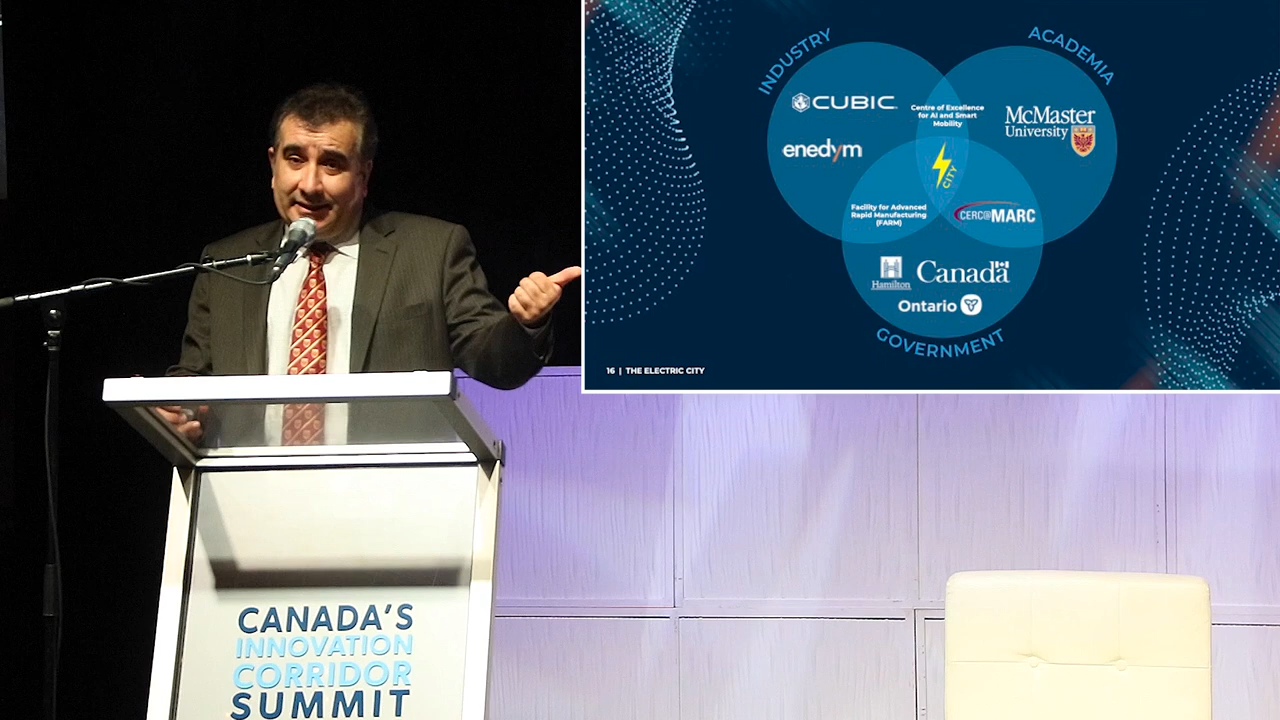 INDUSTRY
ACADEMIA
CUBIC
enedym
Centre of Excellence
for AI and Smart
Mobility
McMaster
University
CITY
Facility for Advanced
Rapid Manufacturing
(FARM)
CERC@MARC
Hamilton
Canada
Ontario
GOVERNMENT
16 | THE ELECTRIC CITY
CANADA'S
INNOVATION
CORRIDOR
SUMMIT